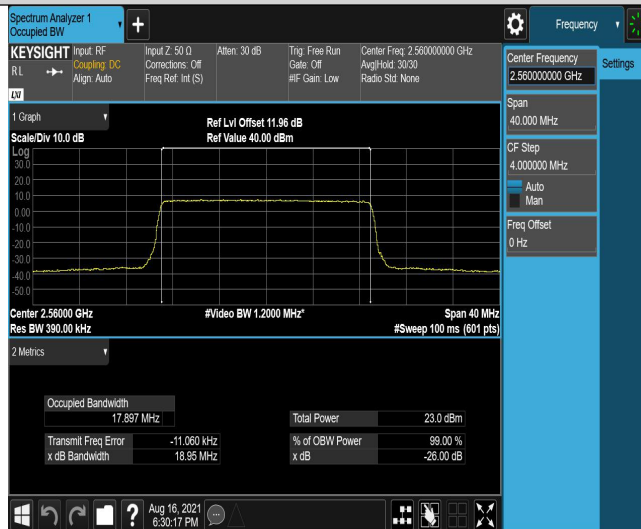 Spectrum Analyzer 1
Occupied BW
Frequency
KEYSIGHT
RL
LXI
Input: RF
Coupling: DC
Align: Auto
Input Z: 50 Ω
Corrections: Off
Freq Ref: Int (S)
Atten: 30 dB
Trig: Free Run
Gate: Off
#IF Gain: Low
Center Freq: 2.560000000 GHz
Avg|Hold: 30/30
Radio Std: None
Center Frequency
2.560000000 GHz
Settings
Span
40.000 MHz
CF Step
4.000000 MHz
Auto
Man
Freq Offset
0 Hz
1 Graph
Scale/Div 10.0 dB
Ref Lvl Offset 11.96 dB
Ref Value 40.00 dBm
Log
30.0
20.0
10.0
0.00
-10.0
-20.0
-30.0
-40.0
-50.0
Center 2.56000 GHz
#Video BW 1.2000 MHz*
Span 40 MHz
Res BW 390.00 kHz
#Sweep 100 ms (601 pts)
2 Metrics
Occupied Bandwidth
17.897 MHz
Total Power 23.0 dBm
Transmit Freq Error -11.060 kHz
% of OBW Power 99.00 %
x dB Bandwidth 18.95 MHz
x dB -26.00 dB
?
Aug 16, 2021
6:30:17 PM